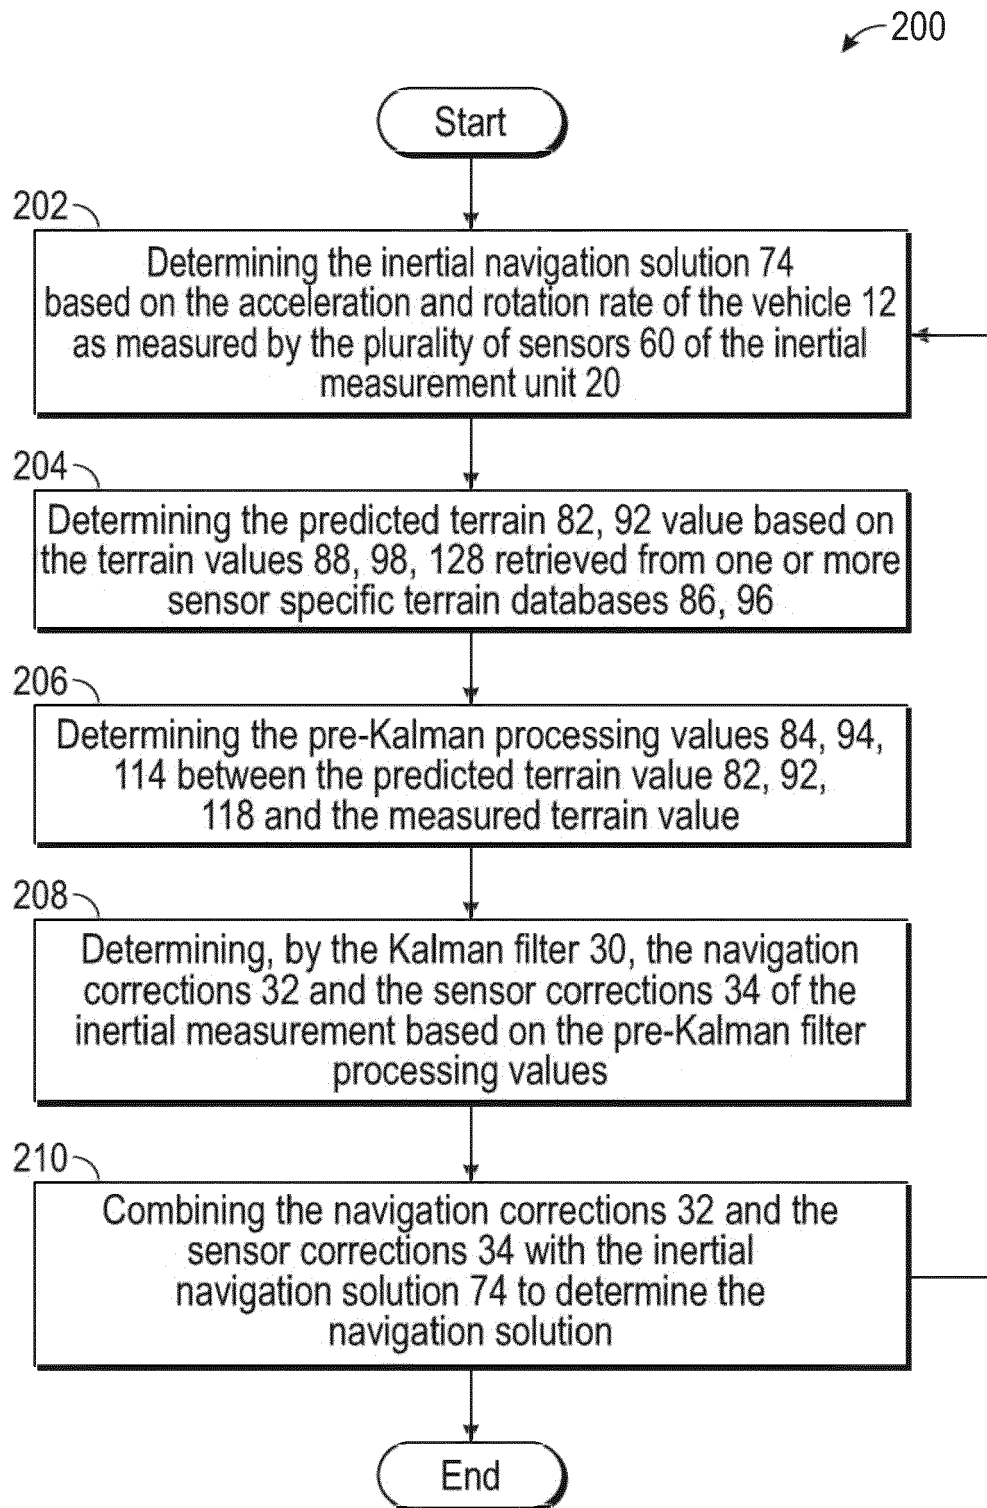 200
Start
202
Determining the inertial navigation solution 74
based on the acceleration and rotation rate of the vehicle 12
as measured by the plurality of sensors 60 of the inertial
measurement unit 20
204
Determining the predicted terrain 82, 92 value based on
the terrain values 88, 98, 128 retrieved from one or more
sensor specific terrain databases 86, 96
206
Determining the pre-Kalman processing values 84, 94,
114 between the predicted terrain value 82, 92,
118 and the measured terrain value
208
Determining, by the Kalman filter 30, the navigation
corrections 32 and the sensor corrections 34 of the
inertial measurement based on the pre-Kalman filter
processing values
210
Combining the navigation corrections 32 and the
sensor corrections 34 with the inertial
navigation solution 74 to determine the
navigation solution
End